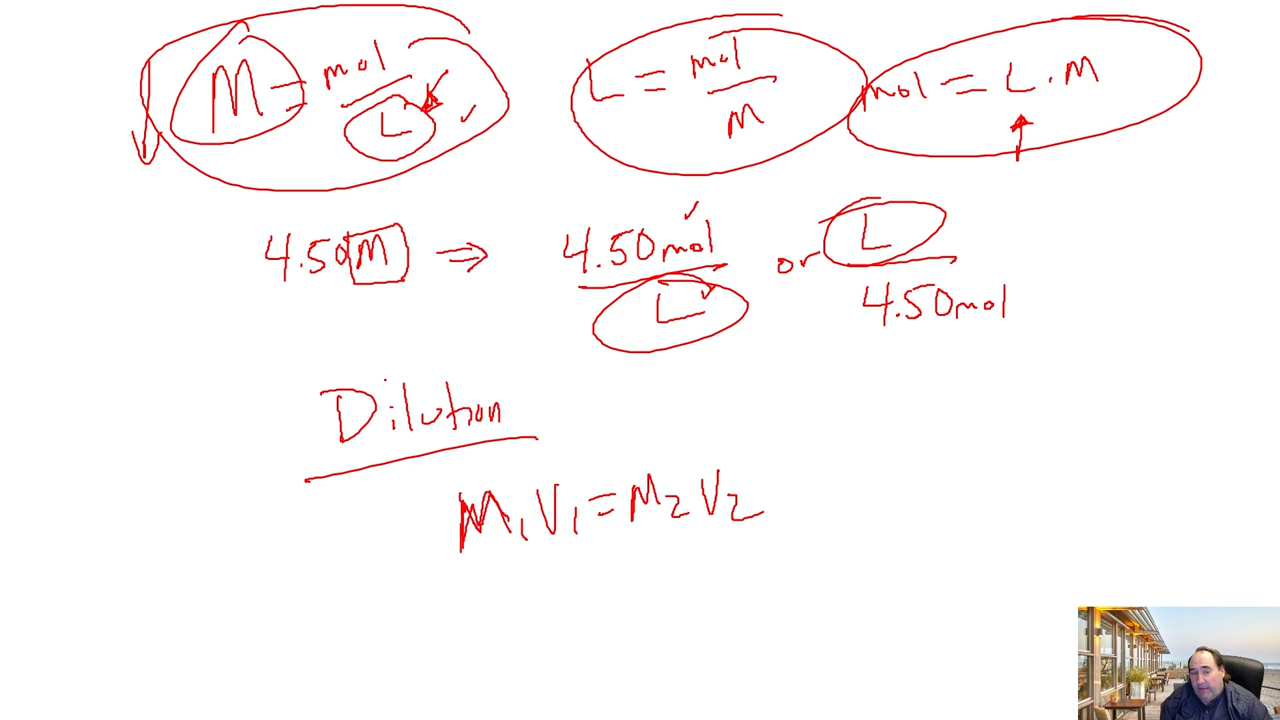 M = mol/L L = mol/M mol = L · M
4.50 M ⇒ 4.50 mol/L or L/4.50 mol
Dilution
M₁V₁ = M₂V₂